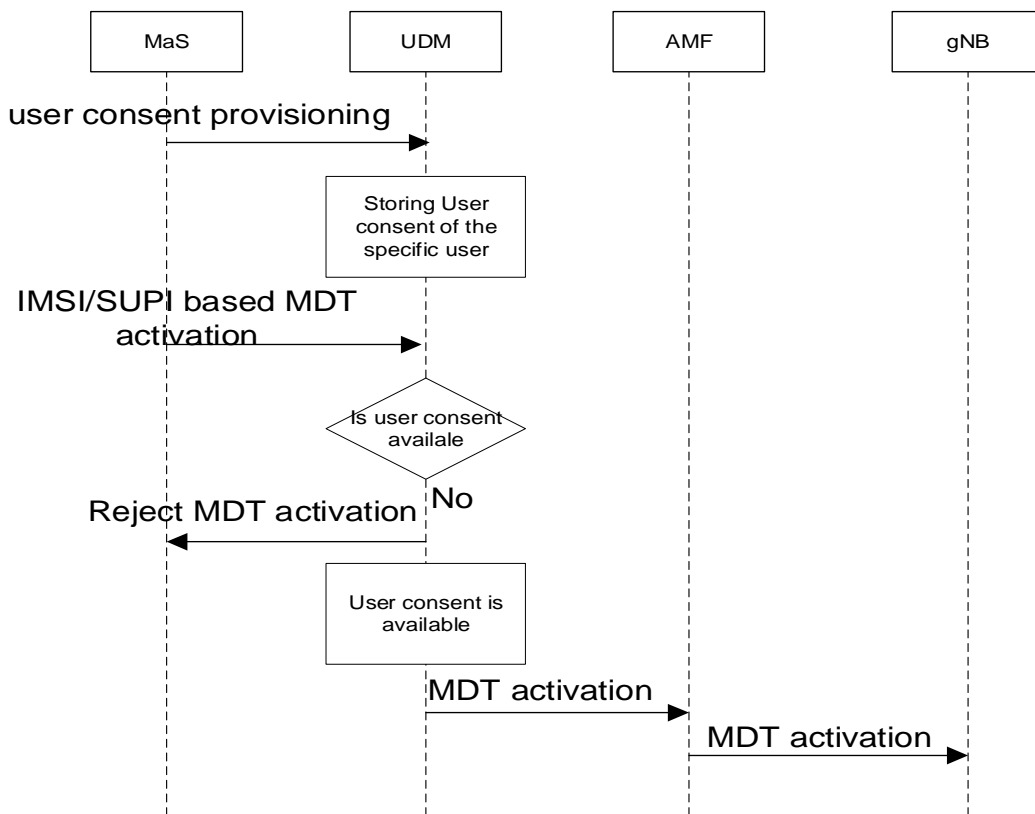 MaS
UDM
AMF
gNB
user consent provisioning
Storing User
consent of the
specific user
IMSI/SUPI based MDT
activation
Is user consent
availale
No
Reject MDT activation
User consent is
available
MDT activation
MDT activation